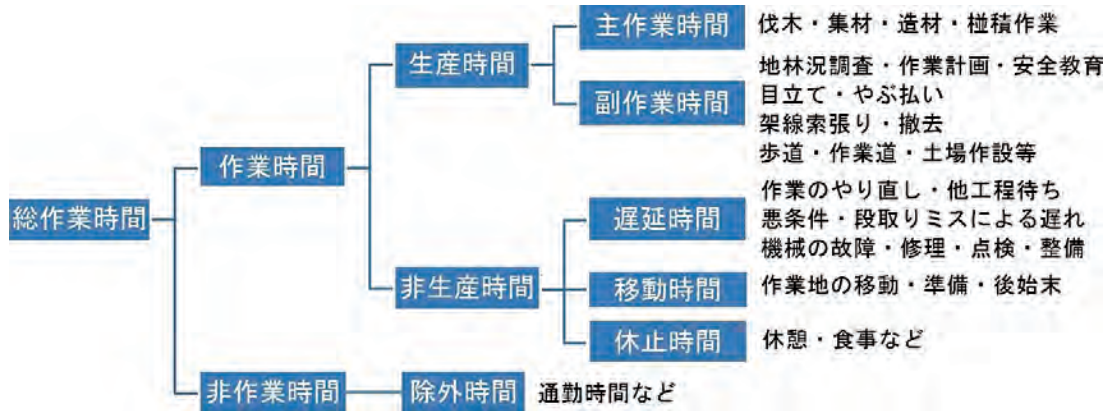 主作業時間 伐木・集材・造材・椪積作業
生産時間
地林況調査・作業計画・安全教育
副作業時間 目立て・やぶ払い
架線索張り・撤去
歩道・作業道・土場作設等
作業時間
総作業時間
作業のやり直し・他工程待ち
遅延時間 悪条件・段取りミスによる遅れ
機械の故障・修理・点検・整備
非生産時間
移動時間 作業地の移動・準備・後始末
休止時間 休憩・食事など
非作業時間 除外時間 通勤時間など